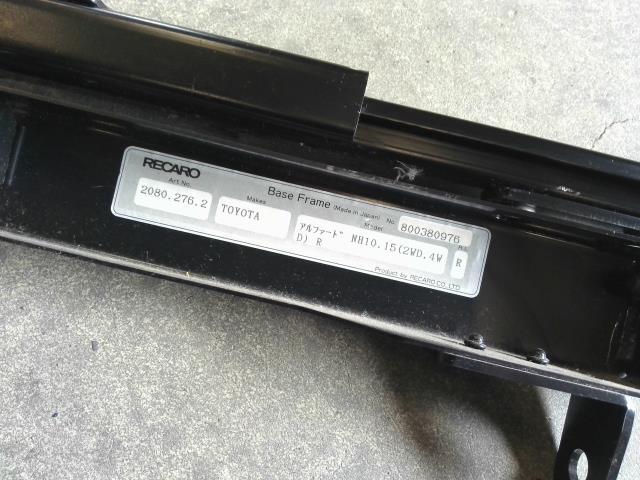 RECARO
Base Frame (Made in Japan) No. 800380976
Art No. Makes Model R/L
2080.276.2 TOYOTA アルファード NH10.15(2WD.4W
D) R R
Product by RECARO CO. LTD.